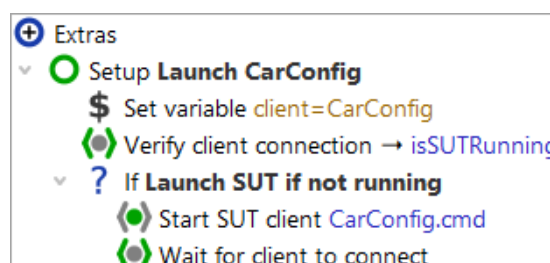 Extras
Setup Launch CarConfig
$ Set variable client=CarConfig
Verify client connection → isSUTRunning
? If Launch SUT if not running
Start SUT client CarConfig.cmd
Wait for client to connect